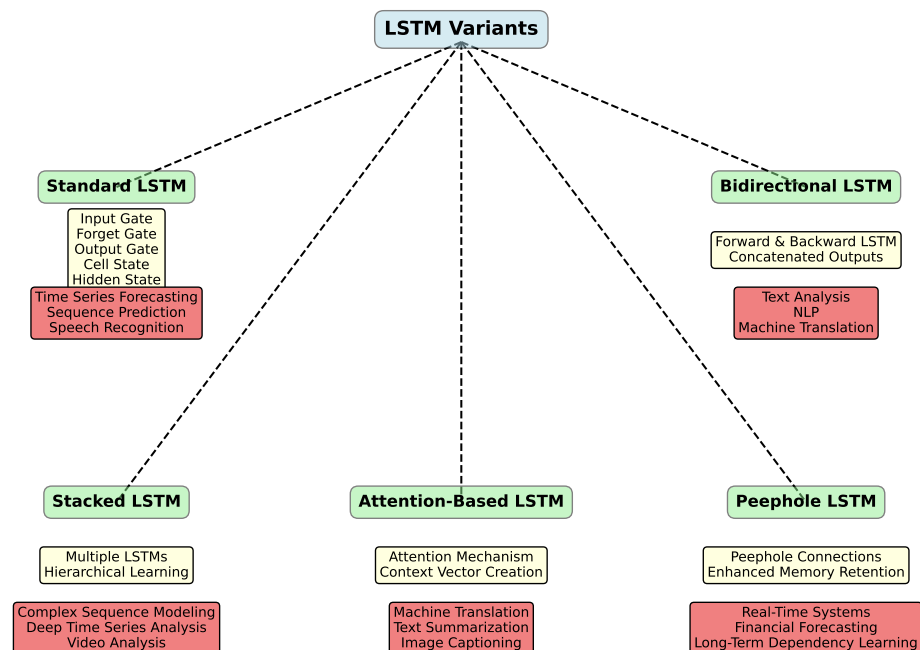 LSTM Variants
Standard LSTM
Input Gate
Forget Gate
Output Gate
Cell State
Hidden State
Time Series Forecasting
Sequence Prediction
Speech Recognition
Bidirectional LSTM
Forward & Backward LSTM
Concatenated Outputs
Text Analysis
NLP
Machine Translation
Stacked LSTM
Multiple LSTMs
Hierarchical Learning
Complex Sequence Modeling
Deep Time Series Analysis
Video Analysis
Attention-Based LSTM
Attention Mechanism
Context Vector Creation
Machine Translation
Text Summarization
Image Captioning
Peephole LSTM
Peephole Connections
Enhanced Memory Retention
Real-Time Systems
Financial Forecasting
Long-Term Dependency Learning